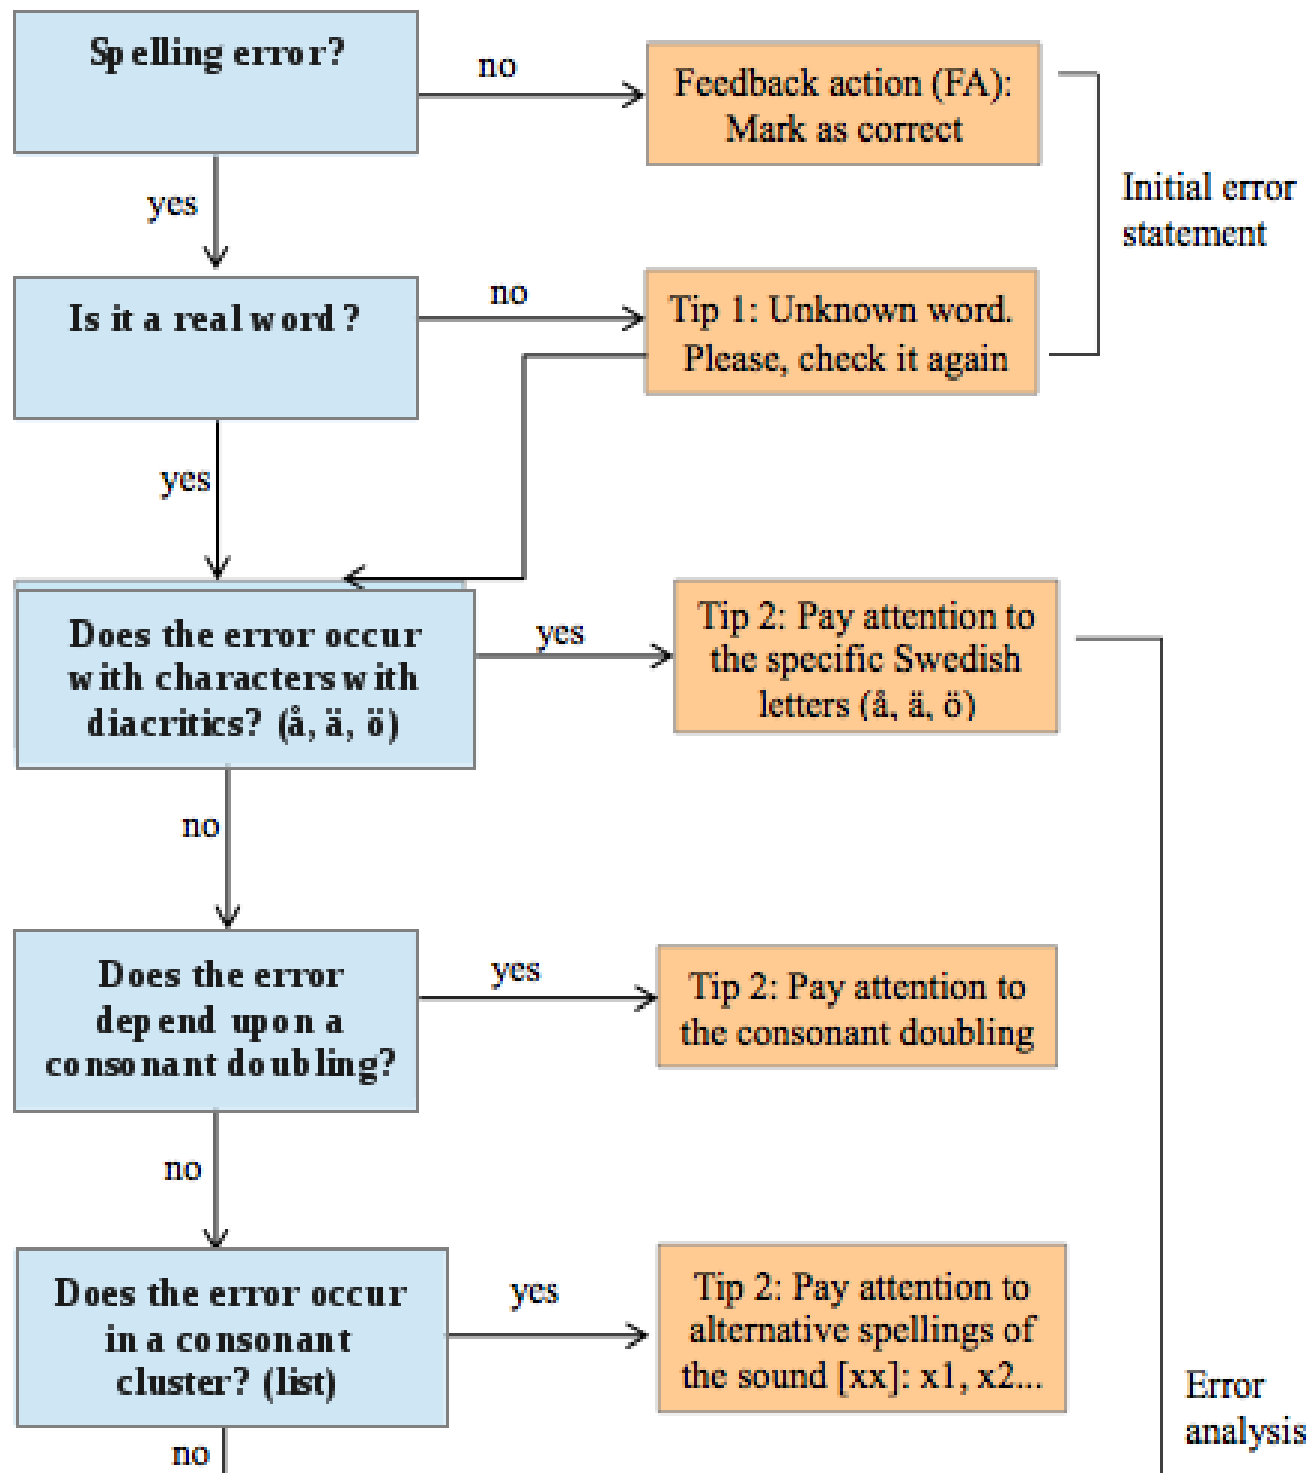 Spelling error?
no
Feedback action (FA):
Mark as correct
Initial error
statement
yes
Is it a real word?
no
Tip 1: Unknown word.
Please, check it again
yes
Does the error occur
with characters with
diacritics? (å, ä, ö)
yes
Tip 2: Pay attention to
the specific Swedish
letters (å, ä, ö)
no
Does the error
depend upon a
consonant doubling?
yes
Tip 2: Pay attention to
the consonant doubling
no
Does the error occur
in a consonant
cluster? (list)
yes
Tip 2: Pay attention to
alternative spellings of
the sound [xx]: x1, x2...
Error
analysis
no